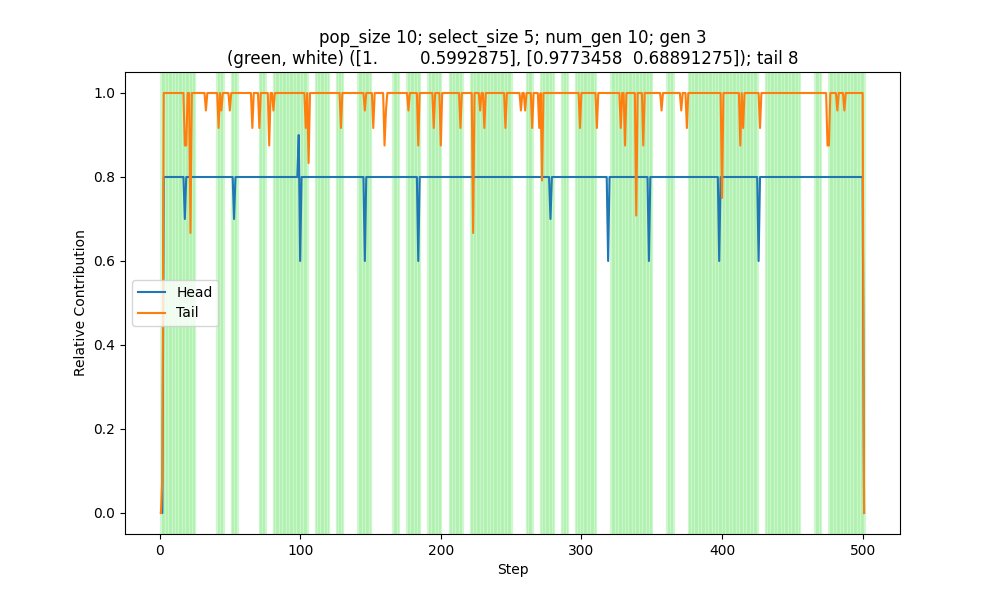 pop_size 10; select_size 5; num_gen 10; gen 3
(green, white) ([1. 0.5992875], [0.9773458 0.68891275]); tail 8
1.0
0.8
0.6
0.4
0.2
0.0
Relative Contribution
Head
Tail
0 100 200 300 400 500
Step